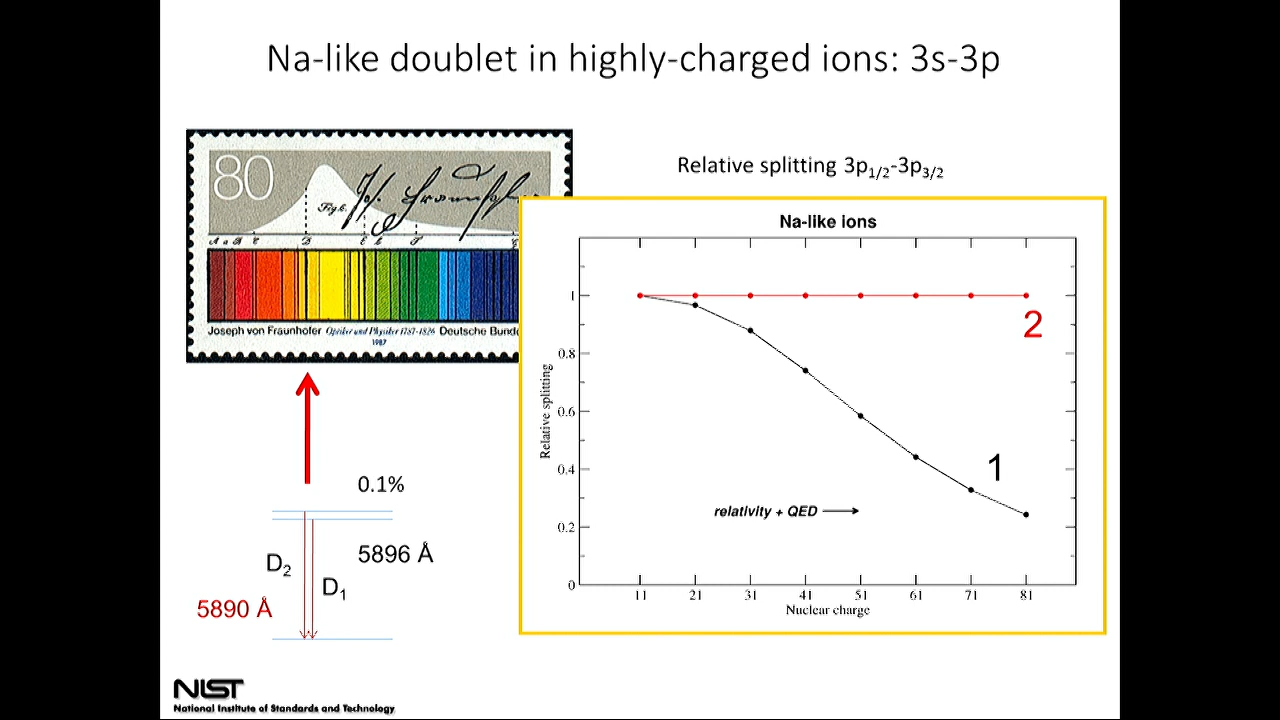 Na-like doublet in highly-charged ions: 3s-3p
80
Fig.6.
A a B C D E b F G
Joseph von Fraunhofer Optiker und Physiker 1787-1826 Deutsche Bunde
1987
0.1%
5896 Å
D2
D1
5890 Å
Relative splitting 3p1/2-3p3/2
Na-like ions
1
0.8
0.6
0.4
0.2
0
Relative splitting
2
1
relativity + QED
11 21 31 41 51 61 71 81
Nuclear charge
NIST
National Institute of Standards and Technology